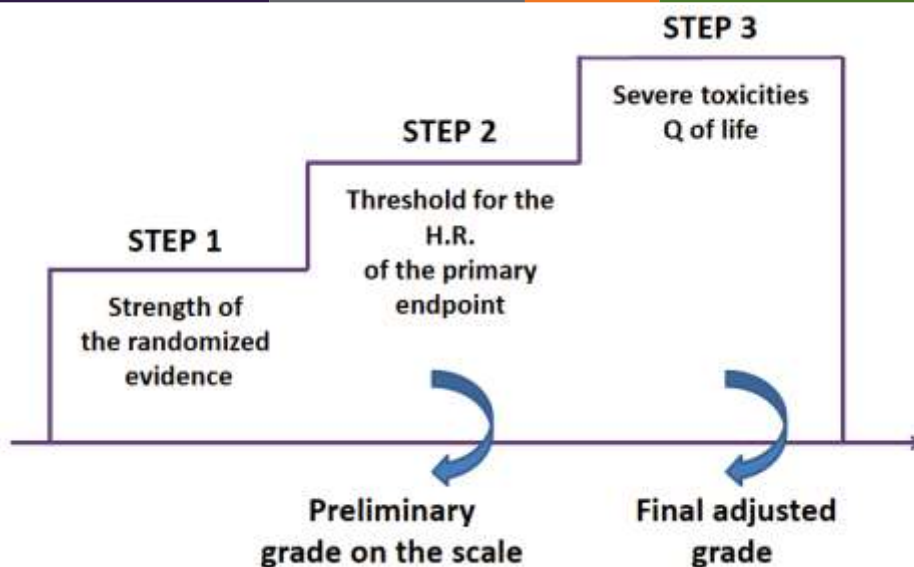 STEP 3
Severe toxicities
Q of life
STEP 2
Threshold for the
H.R.
of the primary
endpoint
STEP 1
Strength of
the randomized
evidence
Preliminary
grade on the scale
Final adjusted
grade